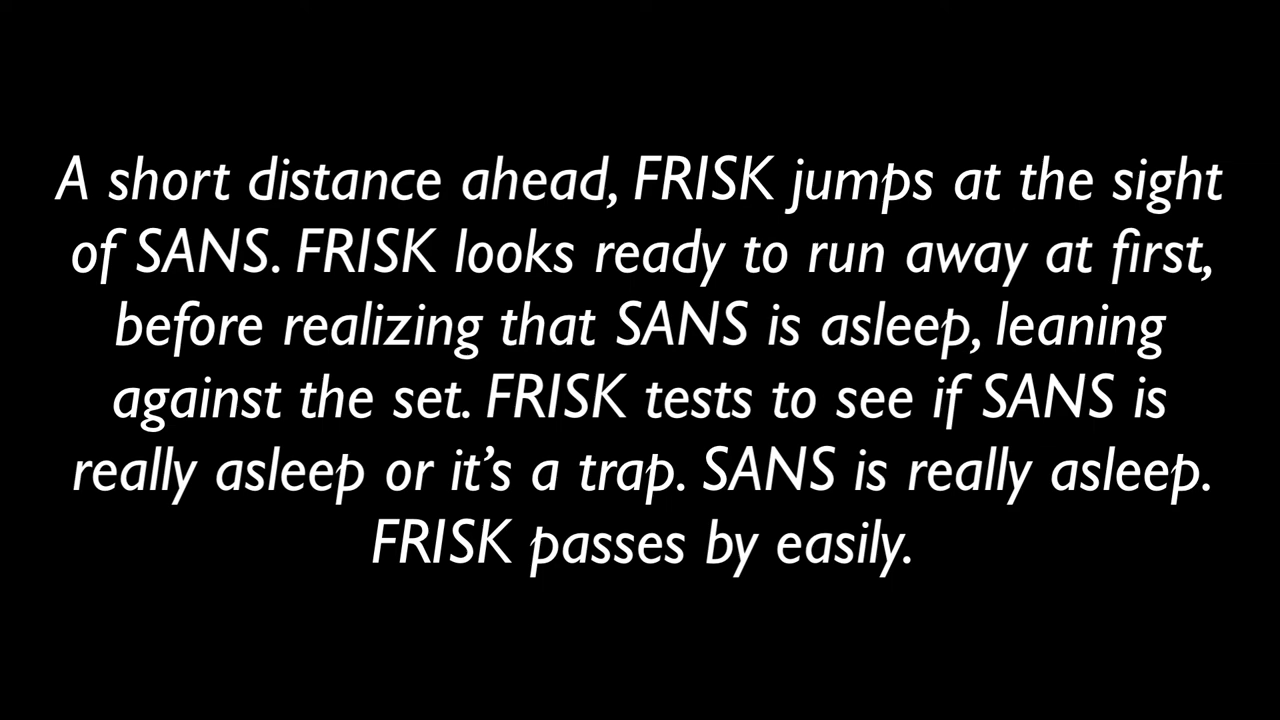 A short distance ahead, FRISK jumps at the sight
of SANS. FRISK looks ready to run away at first,
before realizing that SANS is asleep, leaning
against the set. FRISK tests to see if SANS is
really asleep or it’s a trap. SANS is really asleep.
FRISK passes by easily.